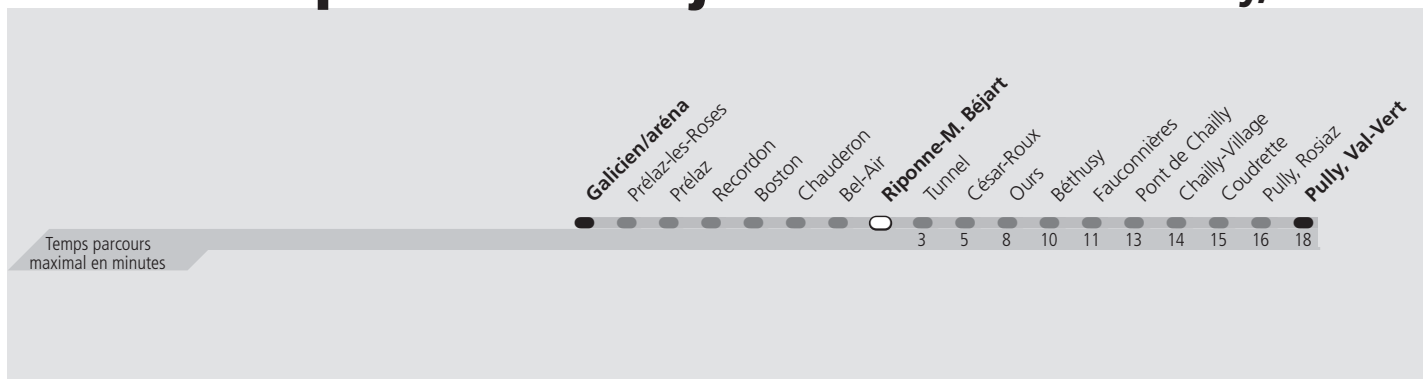 Galicien/aréna
Prélaz-les-Roses
Prélaz
Recordon
Boston
Chauderon
Bel-Air
Riponne-M. Béjart
Tunnel
César-Roux
Ours
Béthusy
Fauconnières
Pont de Chailly
Chailly-Village
Coudrette
Pully, Rosiaz
Pully, Val-Vert
3 5 8 10 11 13 14 15 16 18
Temps parcours
maximal en minutes